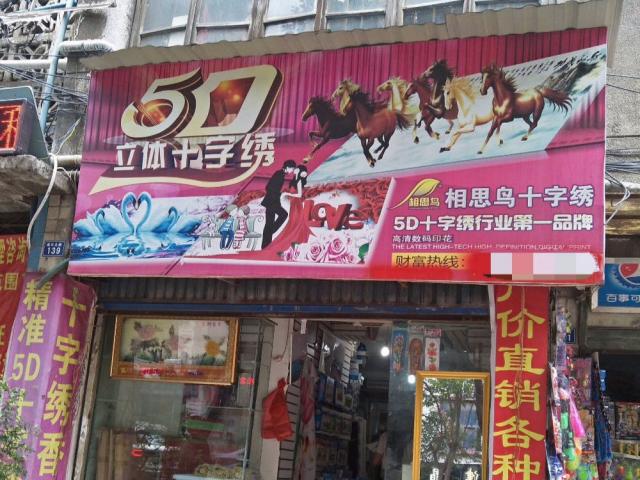 5D
立体十字绣
相思鸟
相思鸟十字绣
5D十字绣行业第一品牌
高清数码印花
THE LATEST HIGH-TECH HIGH DEFINITION DIGITAL PRINT
财富热线:
love
139
百事可
十字绣香
精准5D十
价直销各种